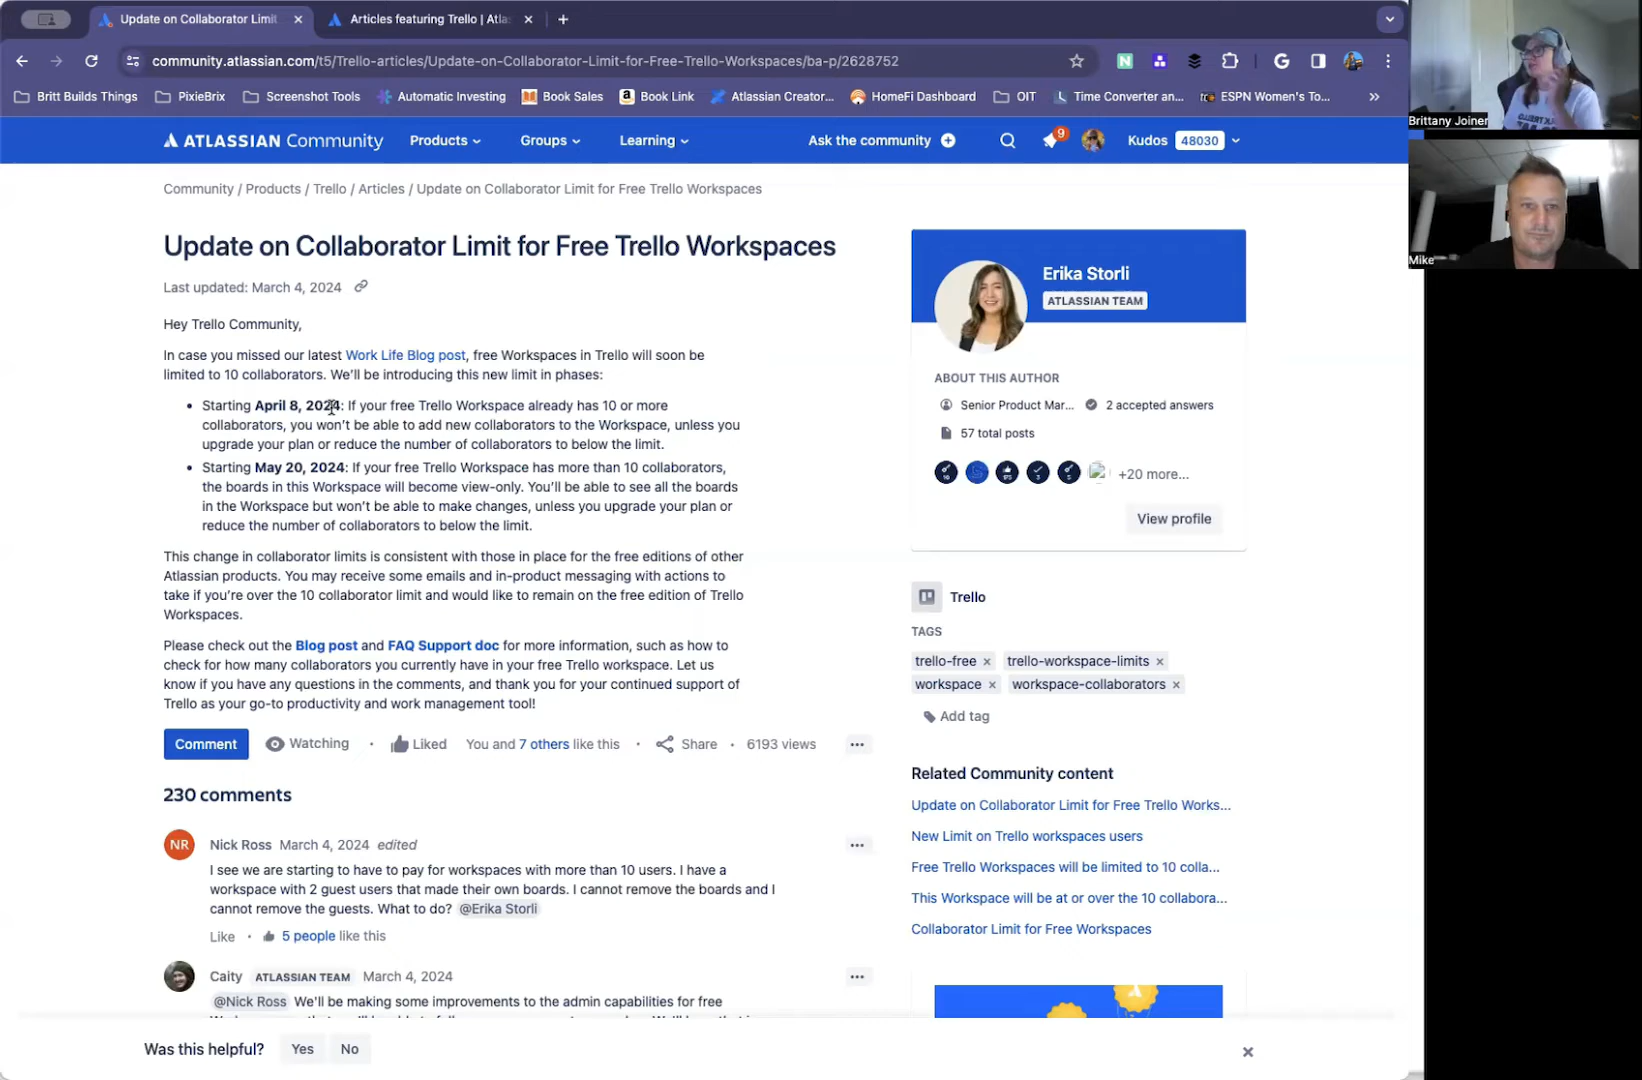 Update on Collaborator Limit
Articles featuring Trello | Atla
community.atlassian.com/t5/Trello-articles/Update-on-Collaborator-Limit-for-Free-Trello-Workspaces/ba-p/2628752
Britt Builds Things
PixieBrix
Screenshot Tools
Automatic Investing
Book Sales
Book Link
Atlassian Creator...
HomeFi Dashboard
OIT
Time Converter an...
ESPN Women's To...
»
Brittany Joiner
Mike
ATLASSIAN Community
Products
Groups
Learning
Ask the community
9
Kudos 48030
Community / Products / Trello / Articles / Update on Collaborator Limit for Free Trello Workspaces
Update on Collaborator Limit for Free Trello Workspaces
Last updated: March 4, 2024
Hey Trello Community,
In case you missed our latest Work Life Blog post, free Workspaces in Trello will soon be
limited to 10 collaborators. We'll be introducing this new limit in phases:
• Starting April 8, 2024: If your free Trello Workspace already has 10 or more
collaborators, you won't be able to add new collaborators to the Workspace, unless you
upgrade your plan or reduce the number of collaborators to below the limit.
• Starting May 20, 2024: If your free Trello Workspace has more than 10 collaborators,
the boards in this Workspace will become view-only. You'll be able to see all the boards
in the Workspace but won't be able to make changes, unless you upgrade your plan or
reduce the number of collaborators to below the limit.
This change in collaborator limits is consistent with those in place for the free editions of other
Atlassian products. You may receive some emails and in-product messaging with actions to
take if you're over the 10 collaborator limit and would like to remain on the free edition of Trello
Workspaces.
Please check out the Blog post and FAQ Support doc for more information, such as how to
check for how many collaborators you currently have in your free Trello workspace. Let us
know if you have any questions in the comments, and thank you for your continued support of
Trello as your go-to productivity and work management tool!
Comment
Watching
Liked
You and 7 others like this
Share
6193 views
230 comments
NR
Nick Ross March 4, 2024 edited
I see we are starting to have to pay for workspaces with more than 10 users. I have a
workspace with 2 guest users that made their own boards. I cannot remove the boards and I
cannot remove the guests. What to do? @Erika Storli
Like • 5 people like this
Caity ATLASSIAN TEAM March 4, 2024
@Nick Ross We'll be making some improvements to the admin capabilities for free
Erika Storli
ATLASSIAN TEAM
ABOUT THIS AUTHOR
Senior Product Mar...
2 accepted answers
57 total posts
+20 more...
View profile
Trello
TAGS
trello-free ×
trello-workspace-limits ×
workspace ×
workspace-collaborators ×
Add tag
Related Community content
Update on Collaborator Limit for Free Trello Works...
New Limit on Trello workspaces users
Free Trello Workspaces will be limited to 10 colla...
This Workspace will be at or over the 10 collabora...
Collaborator Limit for Free Workspaces
Was this helpful?
Yes
No